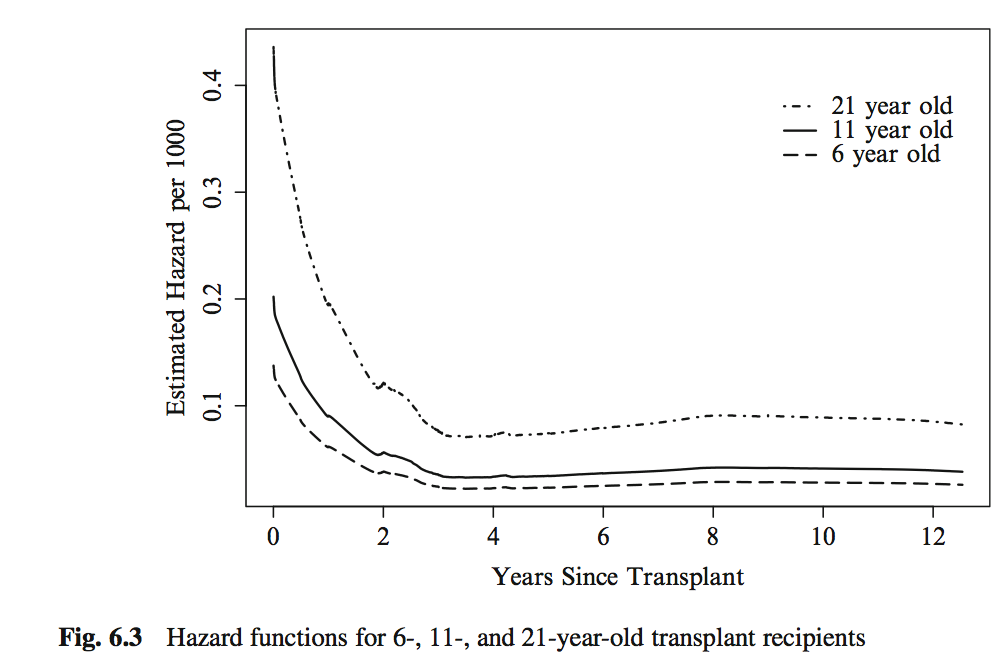 0.4
0.3
0.2
0.1
Estimated Hazard per 1000
21 year old
11 year old
6 year old
0 2 4 6 8 10 12
Years Since Transplant
Fig. 6.3 Hazard functions for 6-, 11-, and 21-year-old transplant recipients